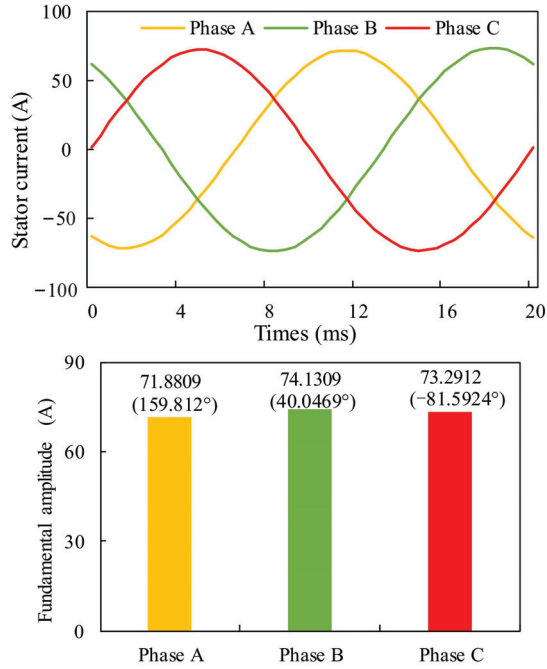 Phase A Phase B Phase C
100
50
0
−50
−100
Stator current (A)
0 4 8 12 16 20
Times (ms)
90
60
30
0
Fundamental amplitude (A)
71.8809 74.1309 73.2912
(159.812°) (40.0469°) (−81.5924°)
Phase A Phase B Phase C